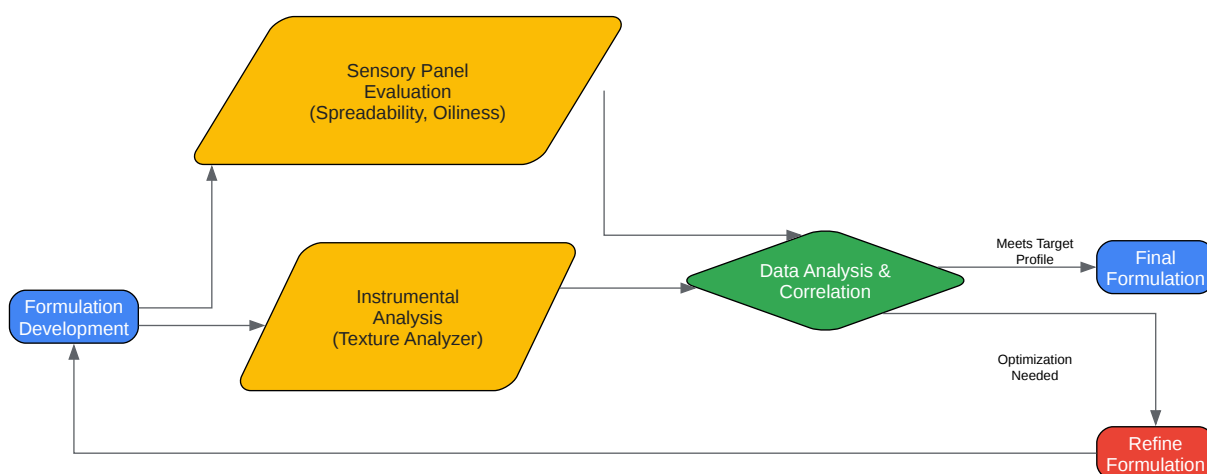 Sensory Panel
Evaluation
(Spreadability, Oiliness)
Formulation
Development
Instrumental
Analysis
(Texture Analyzer)
Data Analysis &
Correlation
Meets Target
Profile
Final
Formulation
Optimization
Needed
Refine
Formulation